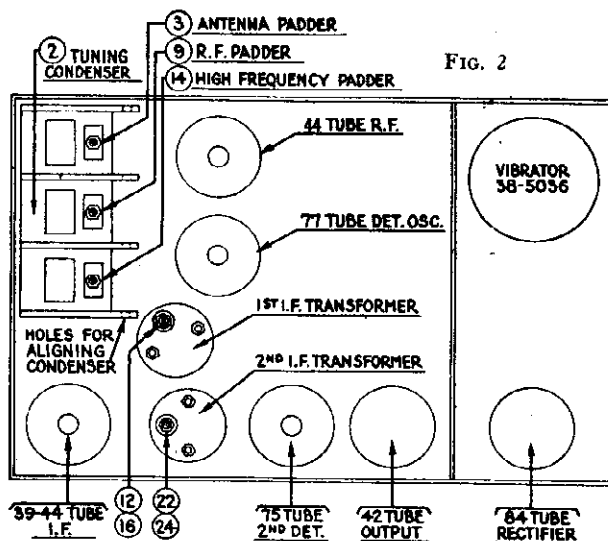 3 ANTENNA PADDER
2 TUNING CONDENSER
9 R.F. PADDER
14 HIGH FREQUENCY PADDER
FIG. 2
44 TUBE R.F.
VIBRATOR
38-5036
77 TUBE DET. OSC.
1ST I.F. TRANSFORMER
HOLES FOR
ALIGNING
CONDENSER
2ND I.F. TRANSFORMER
39-44 TUBE
I.F.
12
16
22
24
75 TUBE
2ND DET.
42 TUBE
OUTPUT
84 TUBE
RECTIFIER